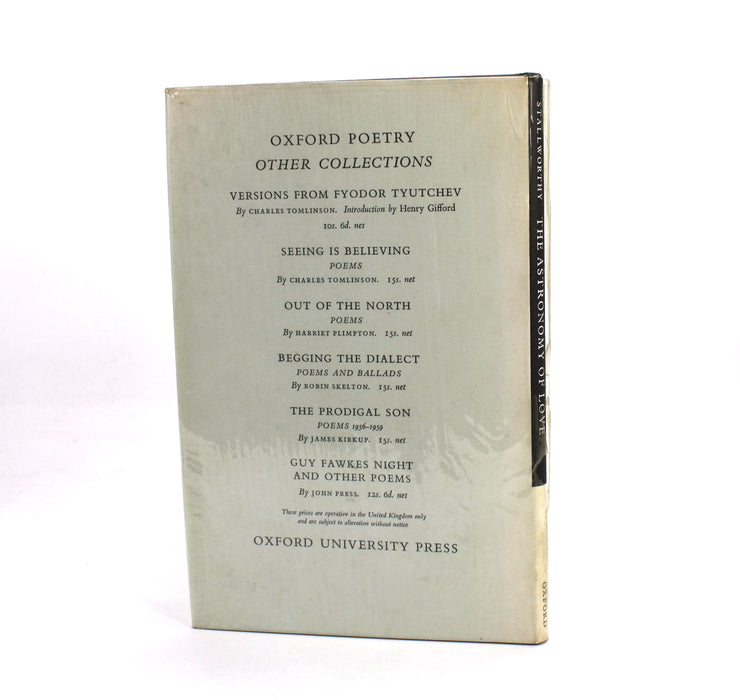 OXFORD POETRY
OTHER COLLECTIONS
VERSIONS FROM FYODOR TYUTCHEV
By CHARLES TOMLINSON. Introduction by Henry Gifford
10s. 6d. net
SEEING IS BELIEVING
POEMS
By CHARLES TOMLINSON. 15s. net
OUT OF THE NORTH
POEMS
By HARRIET PLIMPTON. 15s. net
BEGGING THE DIALECT
POEMS AND BALLADS
By ROBIN SKELTON. 15s. net
THE PRODIGAL SON
POEMS 1956–1959
By JAMES KIRKUP. 15s. net
GUY FAWKES NIGHT
AND OTHER POEMS
By JOHN PRESS. 12s. 6d. net
These prices are operative in the United Kingdom only
and are subject to alteration without notice
OXFORD UNIVERSITY PRESS
STALLWORTHY THE ASTRONOMY OF LOVE
OXFORD